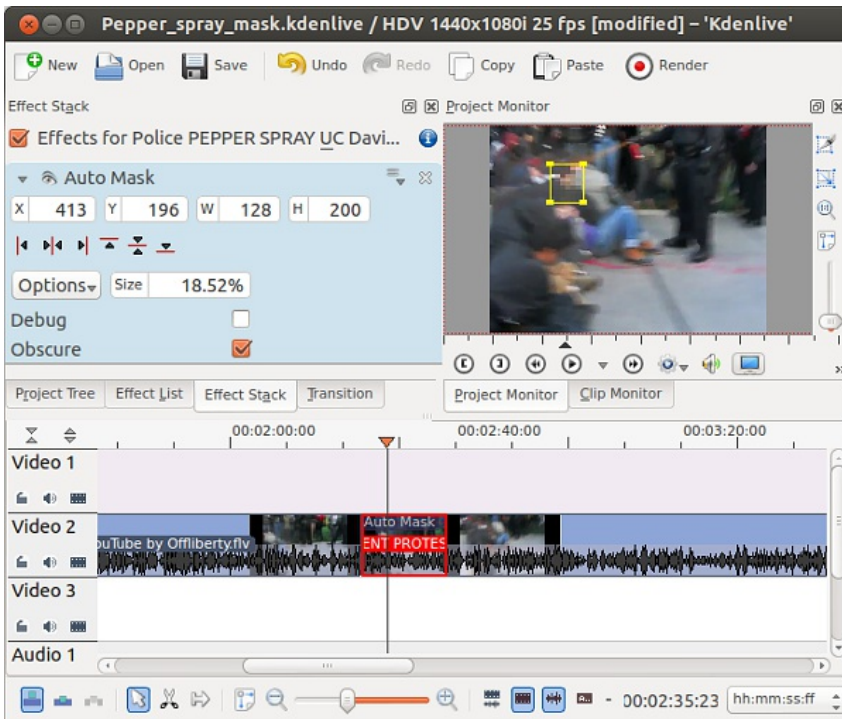 Pepper_spray_mask.kdenlive / HDV 1440x1080i 25 fps [modified] – 'Kdenlive'
New Open Save Undo Redo Copy Paste Render
Effect Stack
Project Monitor
Effects for Police PEPPER SPRAY UC Davi...
Auto Mask
X 413 Y 196 W 128 H 200
Options Size 18.52%
Debug
Obscure
Project Tree Effect List Effect Stack Transition
Project Monitor Clip Monitor
00:02:00:00 00:02:40:00 00:03:20:00
Video 1
Video 2
Auto Mask
ouTube by Offliberty.flv
ENT PROTES
Video 3
Audio 1
00:02:35:23 hh:mm:ss:ff